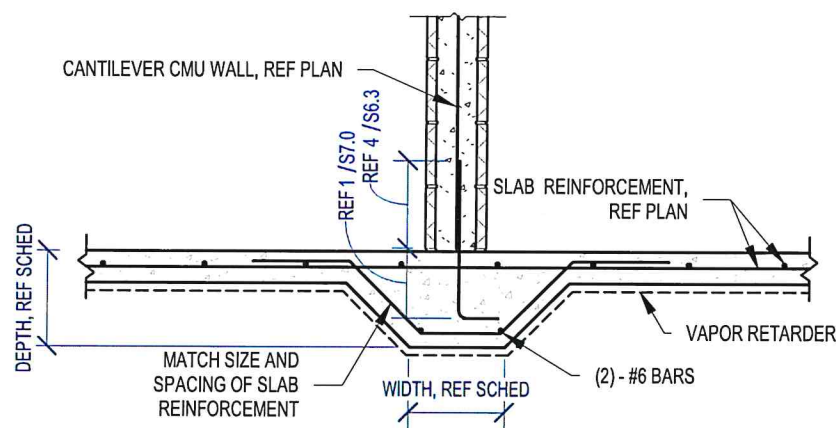 CANTILEVER CMU WALL, REF PLAN
REF 1 /S7.0
REF 4 /S6.3
SLAB REINFORCEMENT,
REF PLAN
DEPTH, REF SCHED
VAPOR RETARDER
MATCH SIZE AND
SPACING OF SLAB
REINFORCEMENT
WIDTH, REF SCHED
(2) - #6 BARS